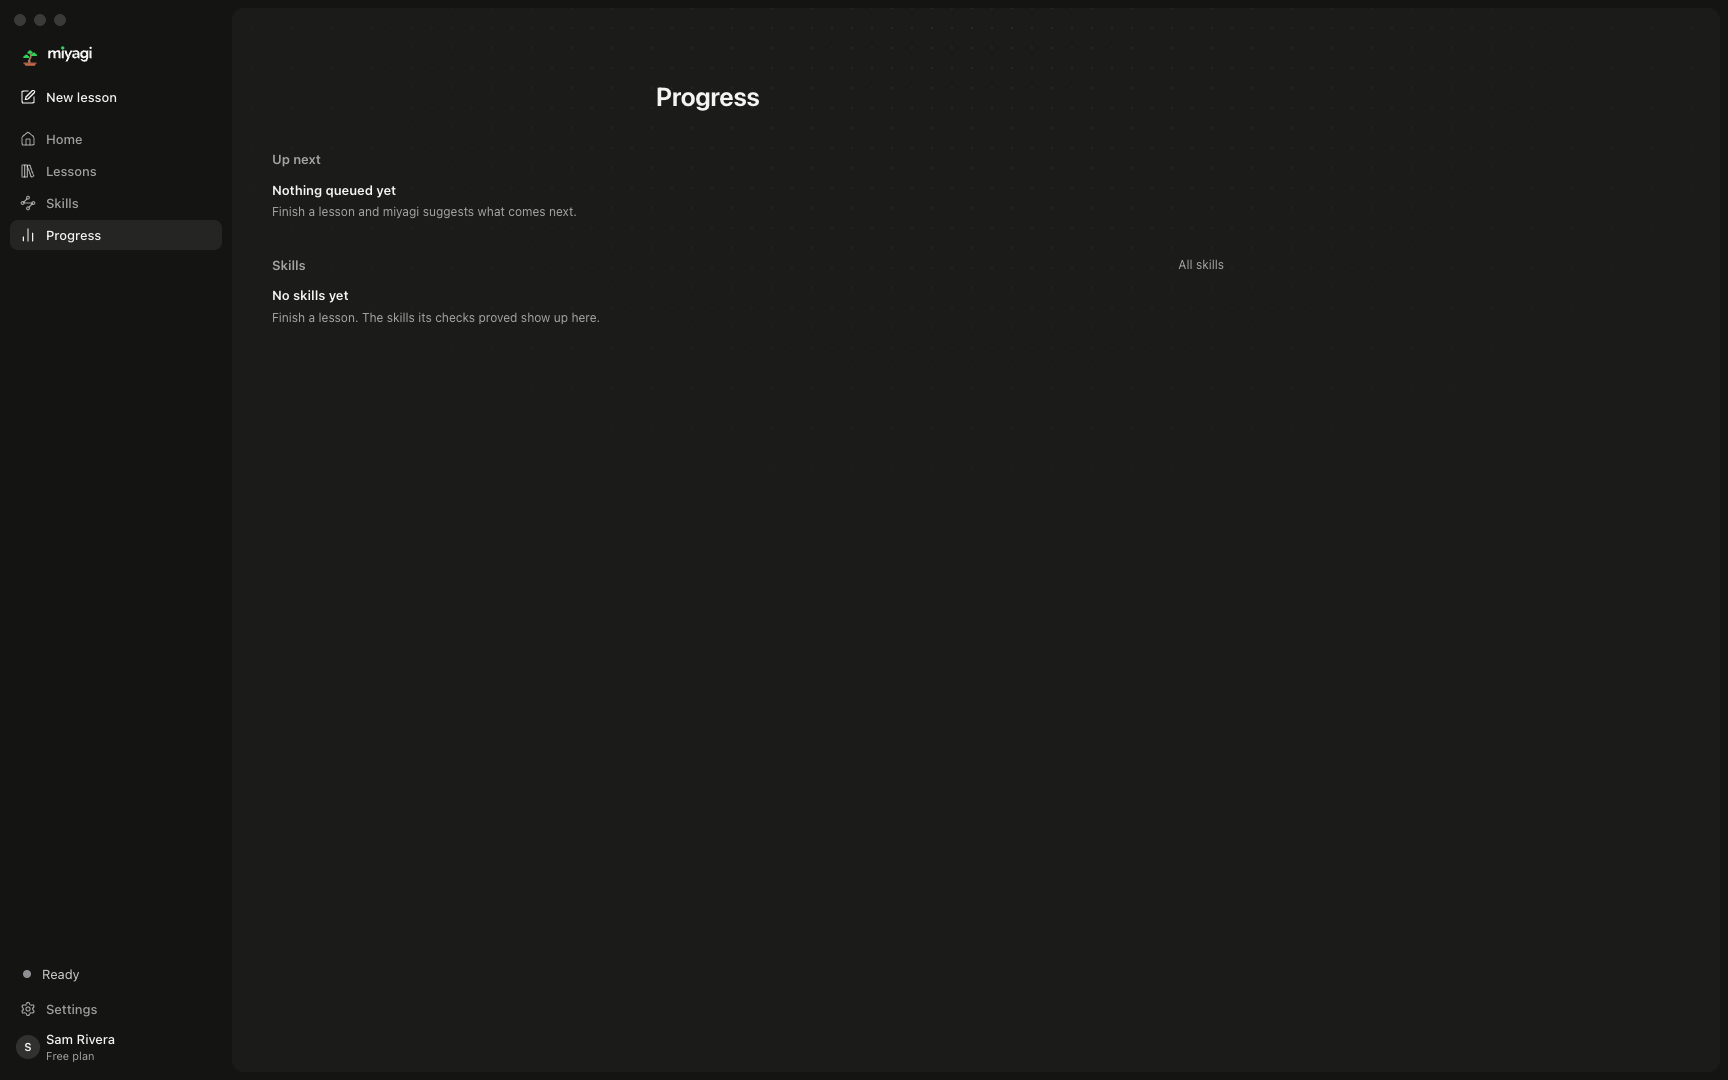 miyagi
New lesson
Home
Lessons
Skills
Progress
Progress
Up next
Nothing queued yet
Finish a lesson and miyagi suggests what comes next.
Skills
All skills
No skills yet
Finish a lesson. The skills its checks proved show up here.
Ready
Settings
S
Sam Rivera
Free plan